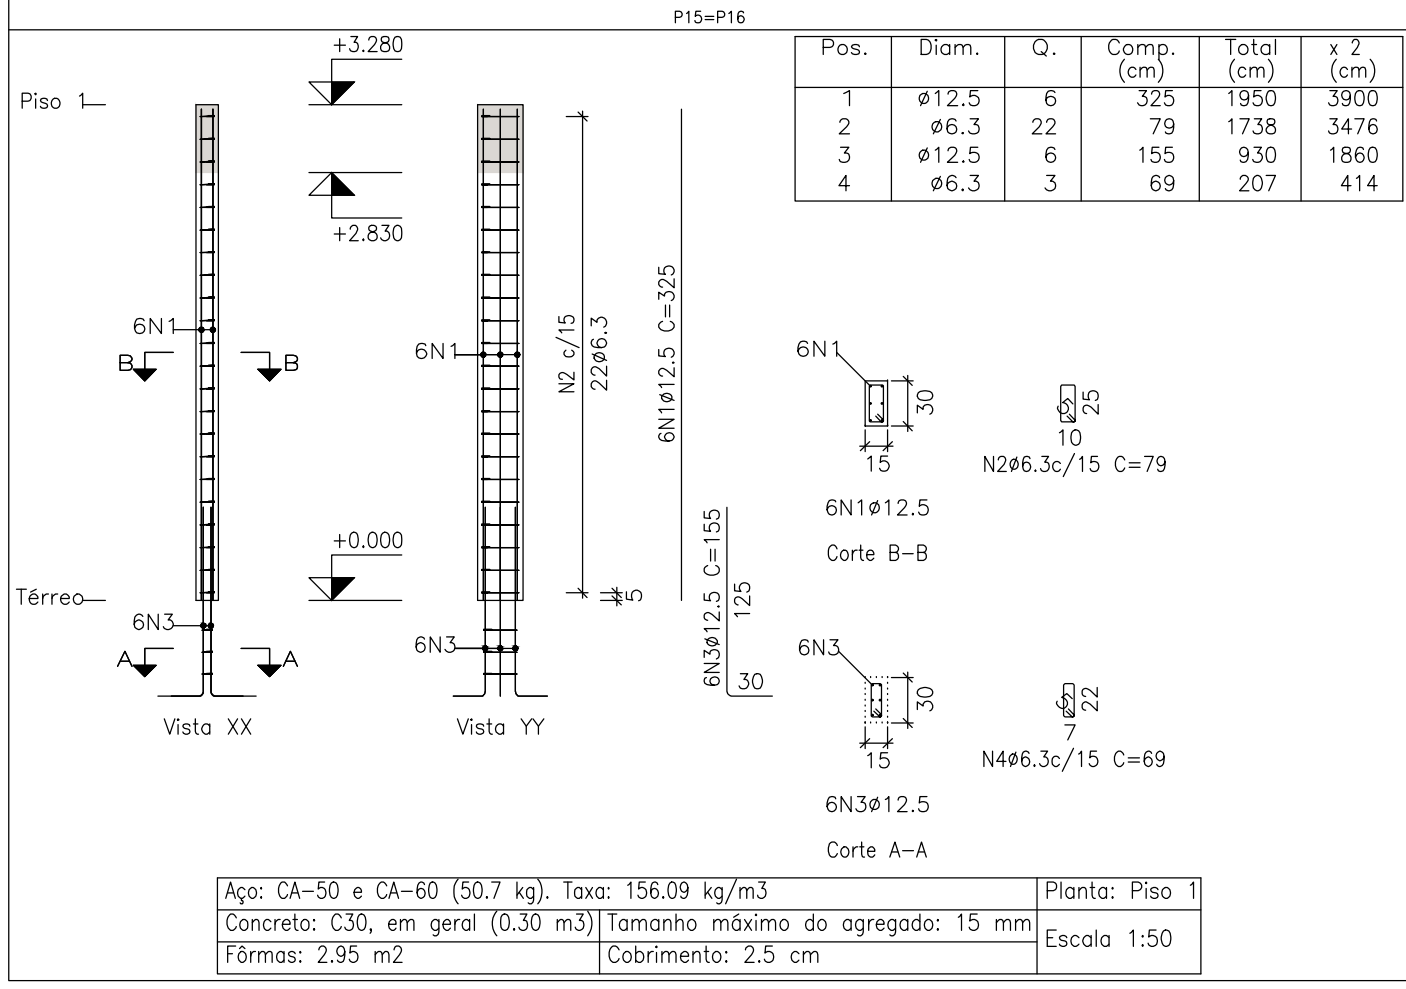 P15=P16
Pos. Diam. Q. Comp. (cm) Total (cm) x 2 (cm)
1 ø12.5 6 325 1950 3900
2 ø6.3 22 79 1738 3476
3 ø12.5 6 155 930 1860
4 ø6.3 3 69 207 414
+3.280
Piso 1
+2.830
6N1
B B
6N1
N2 c/15
22ø6.3
6N1ø12.5 C=325
+0.000
Térreo
5
6N3
A A
6N3
6N3ø12.5 C=155
125
30
Vista XX
Vista YY
6N1
30
15
6N1ø12.5
Corte B-B
6
25
10
N2ø6.3c/15 C=79
6N3
30
15
6N3ø12.5
Corte A-A
6
22
7
N4ø6.3c/15 C=69
Aço: CA-50 e CA-60 (50.7 kg). Taxa: 156.09 kg/m3
Planta: Piso 1
Concreto: C30, em geral (0.30 m3)
Tamanho máximo do agregado: 15 mm
Escala 1:50
Fôrmas: 2.95 m2
Cobrimento: 2.5 cm